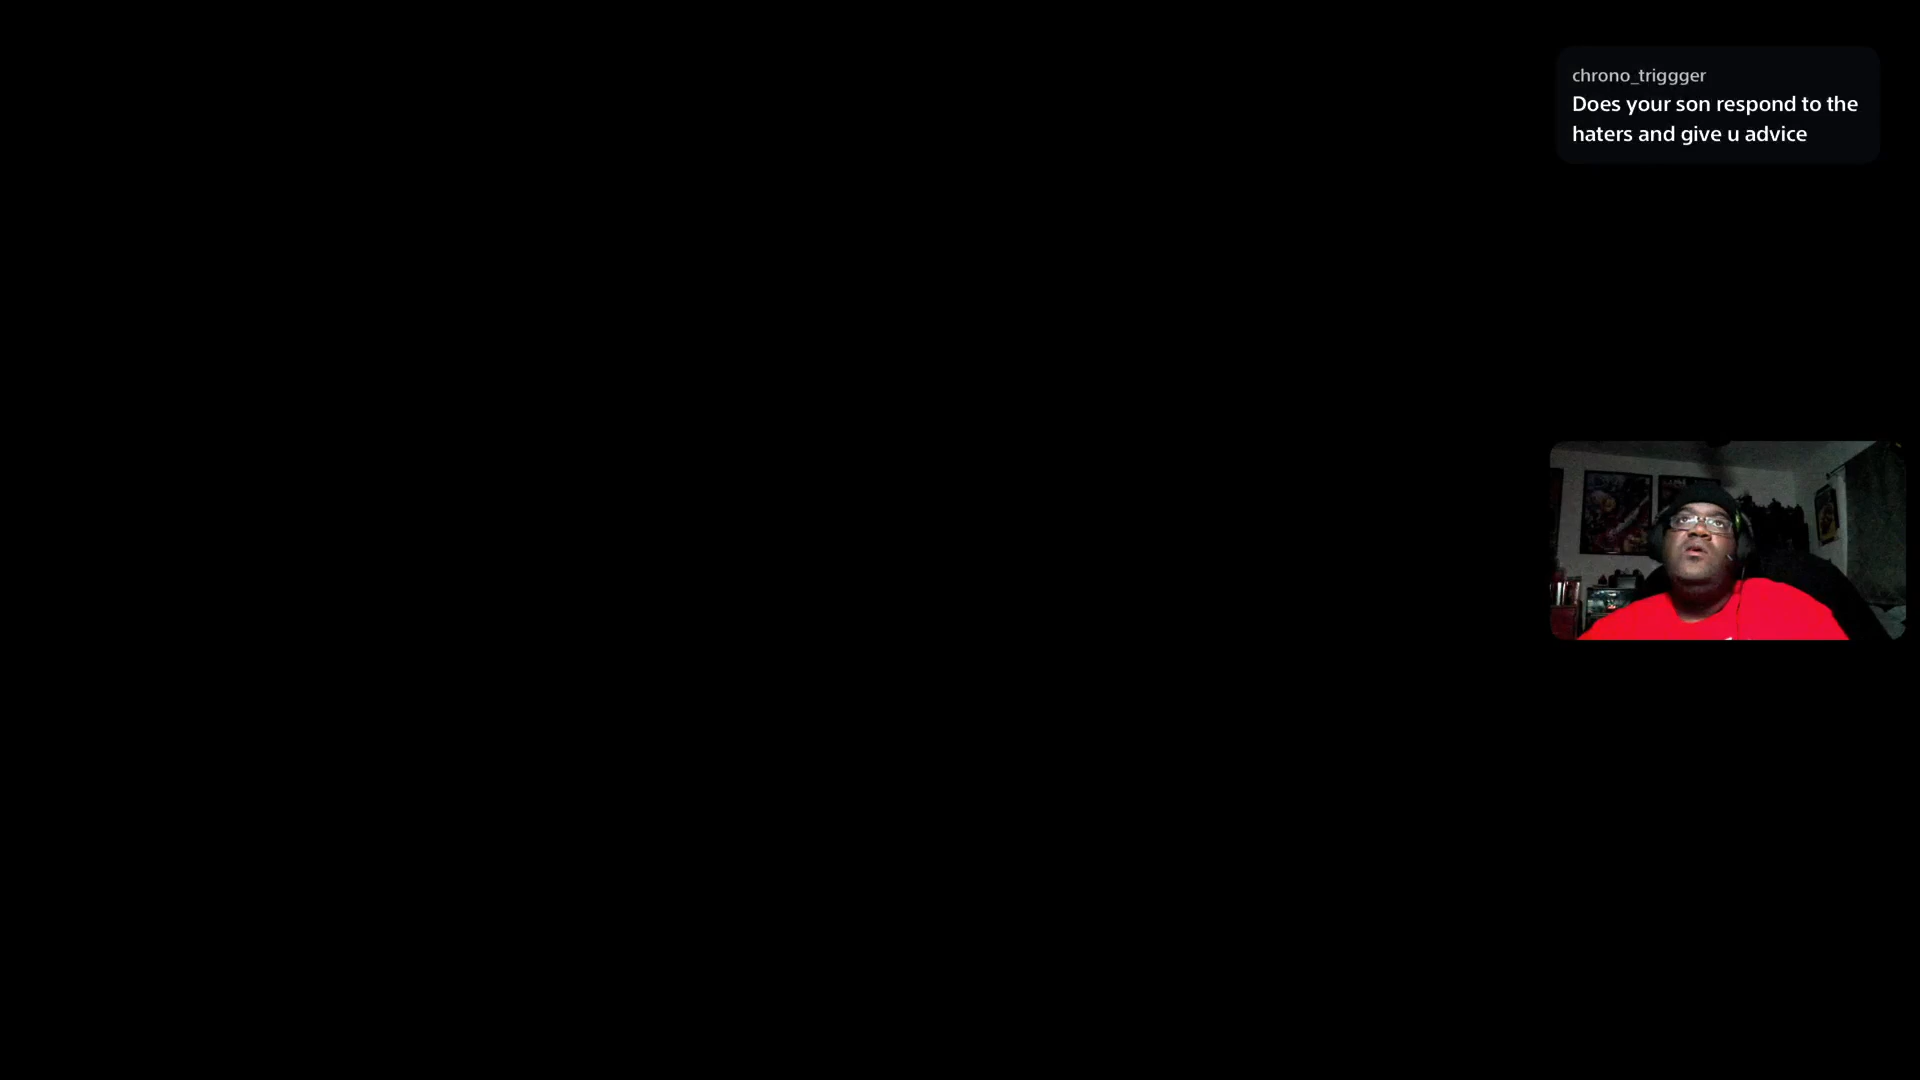 chrono_triggger
Does your son respond to the
haters and give u advice